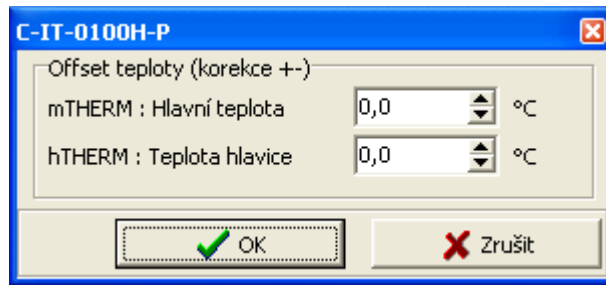 C-IT-0100H-P
Offset teploty (korekce +-)
mTHERM : Hlavní teplota 0,0 °C
hTHERM : Teplota hlavice 0,0 °C
OK Zrušit